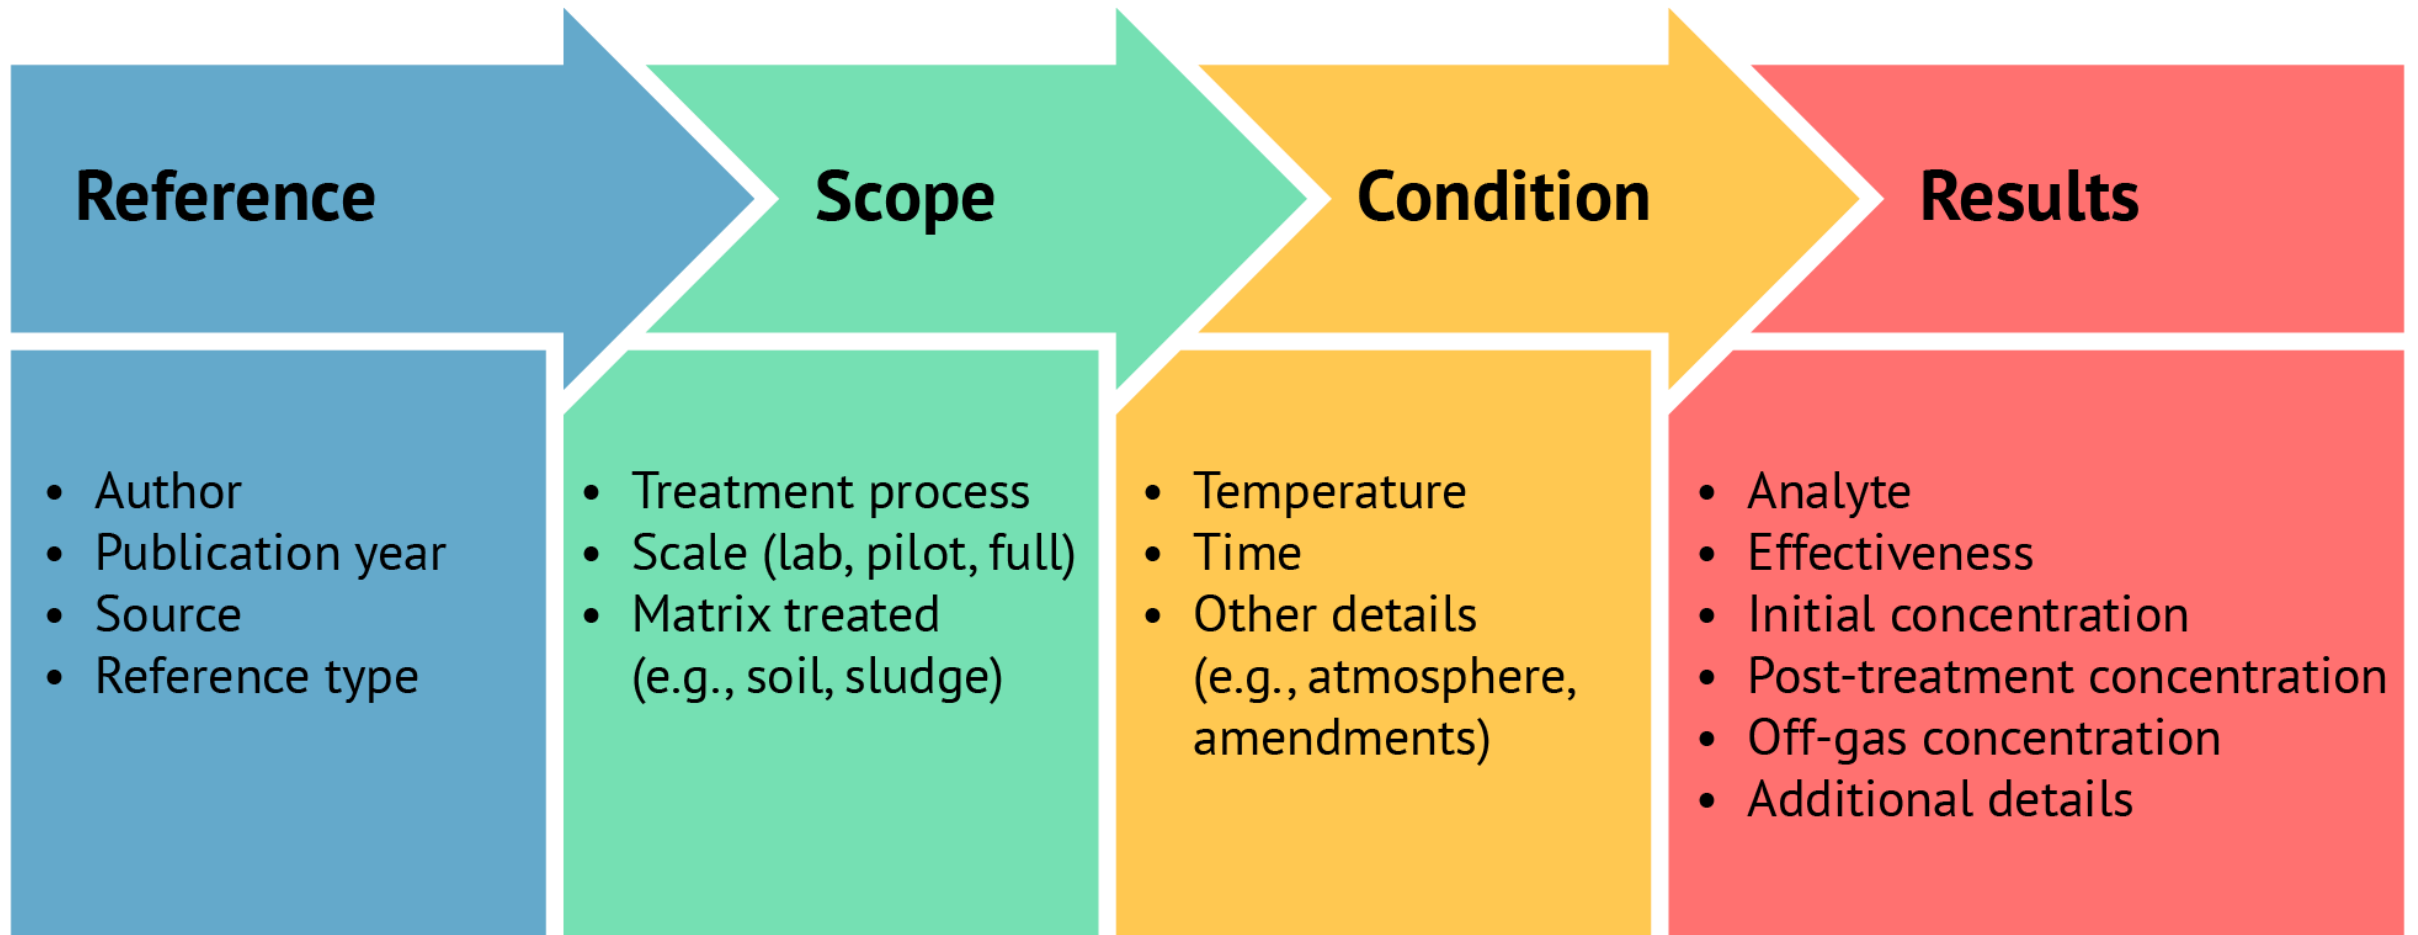 Reference
Scope
Condition
Results
• Author
• Publication year
• Source
• Reference type
• Treatment process
• Scale (lab, pilot, full)
• Matrix treated
(e.g., soil, sludge)
• Temperature
• Time
• Other details
(e.g., atmosphere,
amendments)
• Analyte
• Effectiveness
• Initial concentration
• Post-treatment concentration
• Off-gas concentration
• Additional details